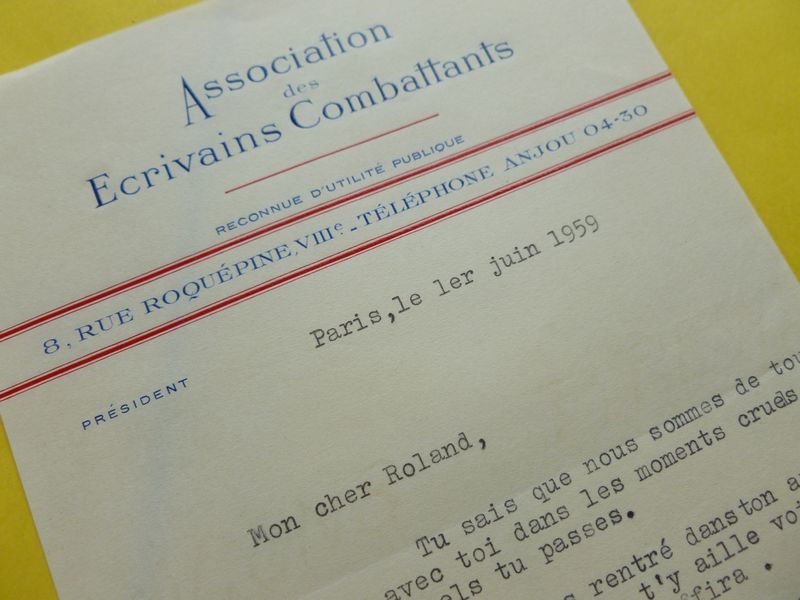 Association
des
Ecrivains Combattants
RECONNUE D'UTILITÉ PUBLIQUE
8, RUE ROQUÉPINE, VIIIe - TÉLÉPHONE ANJOU 04-30
Paris,le 1er juin 1959
PRÉSIDENT
Mon cher Roland,
Tu sais que nous sommes de
avec toi dans les moments cruels
tu passes.
rentré danston
t'y aille